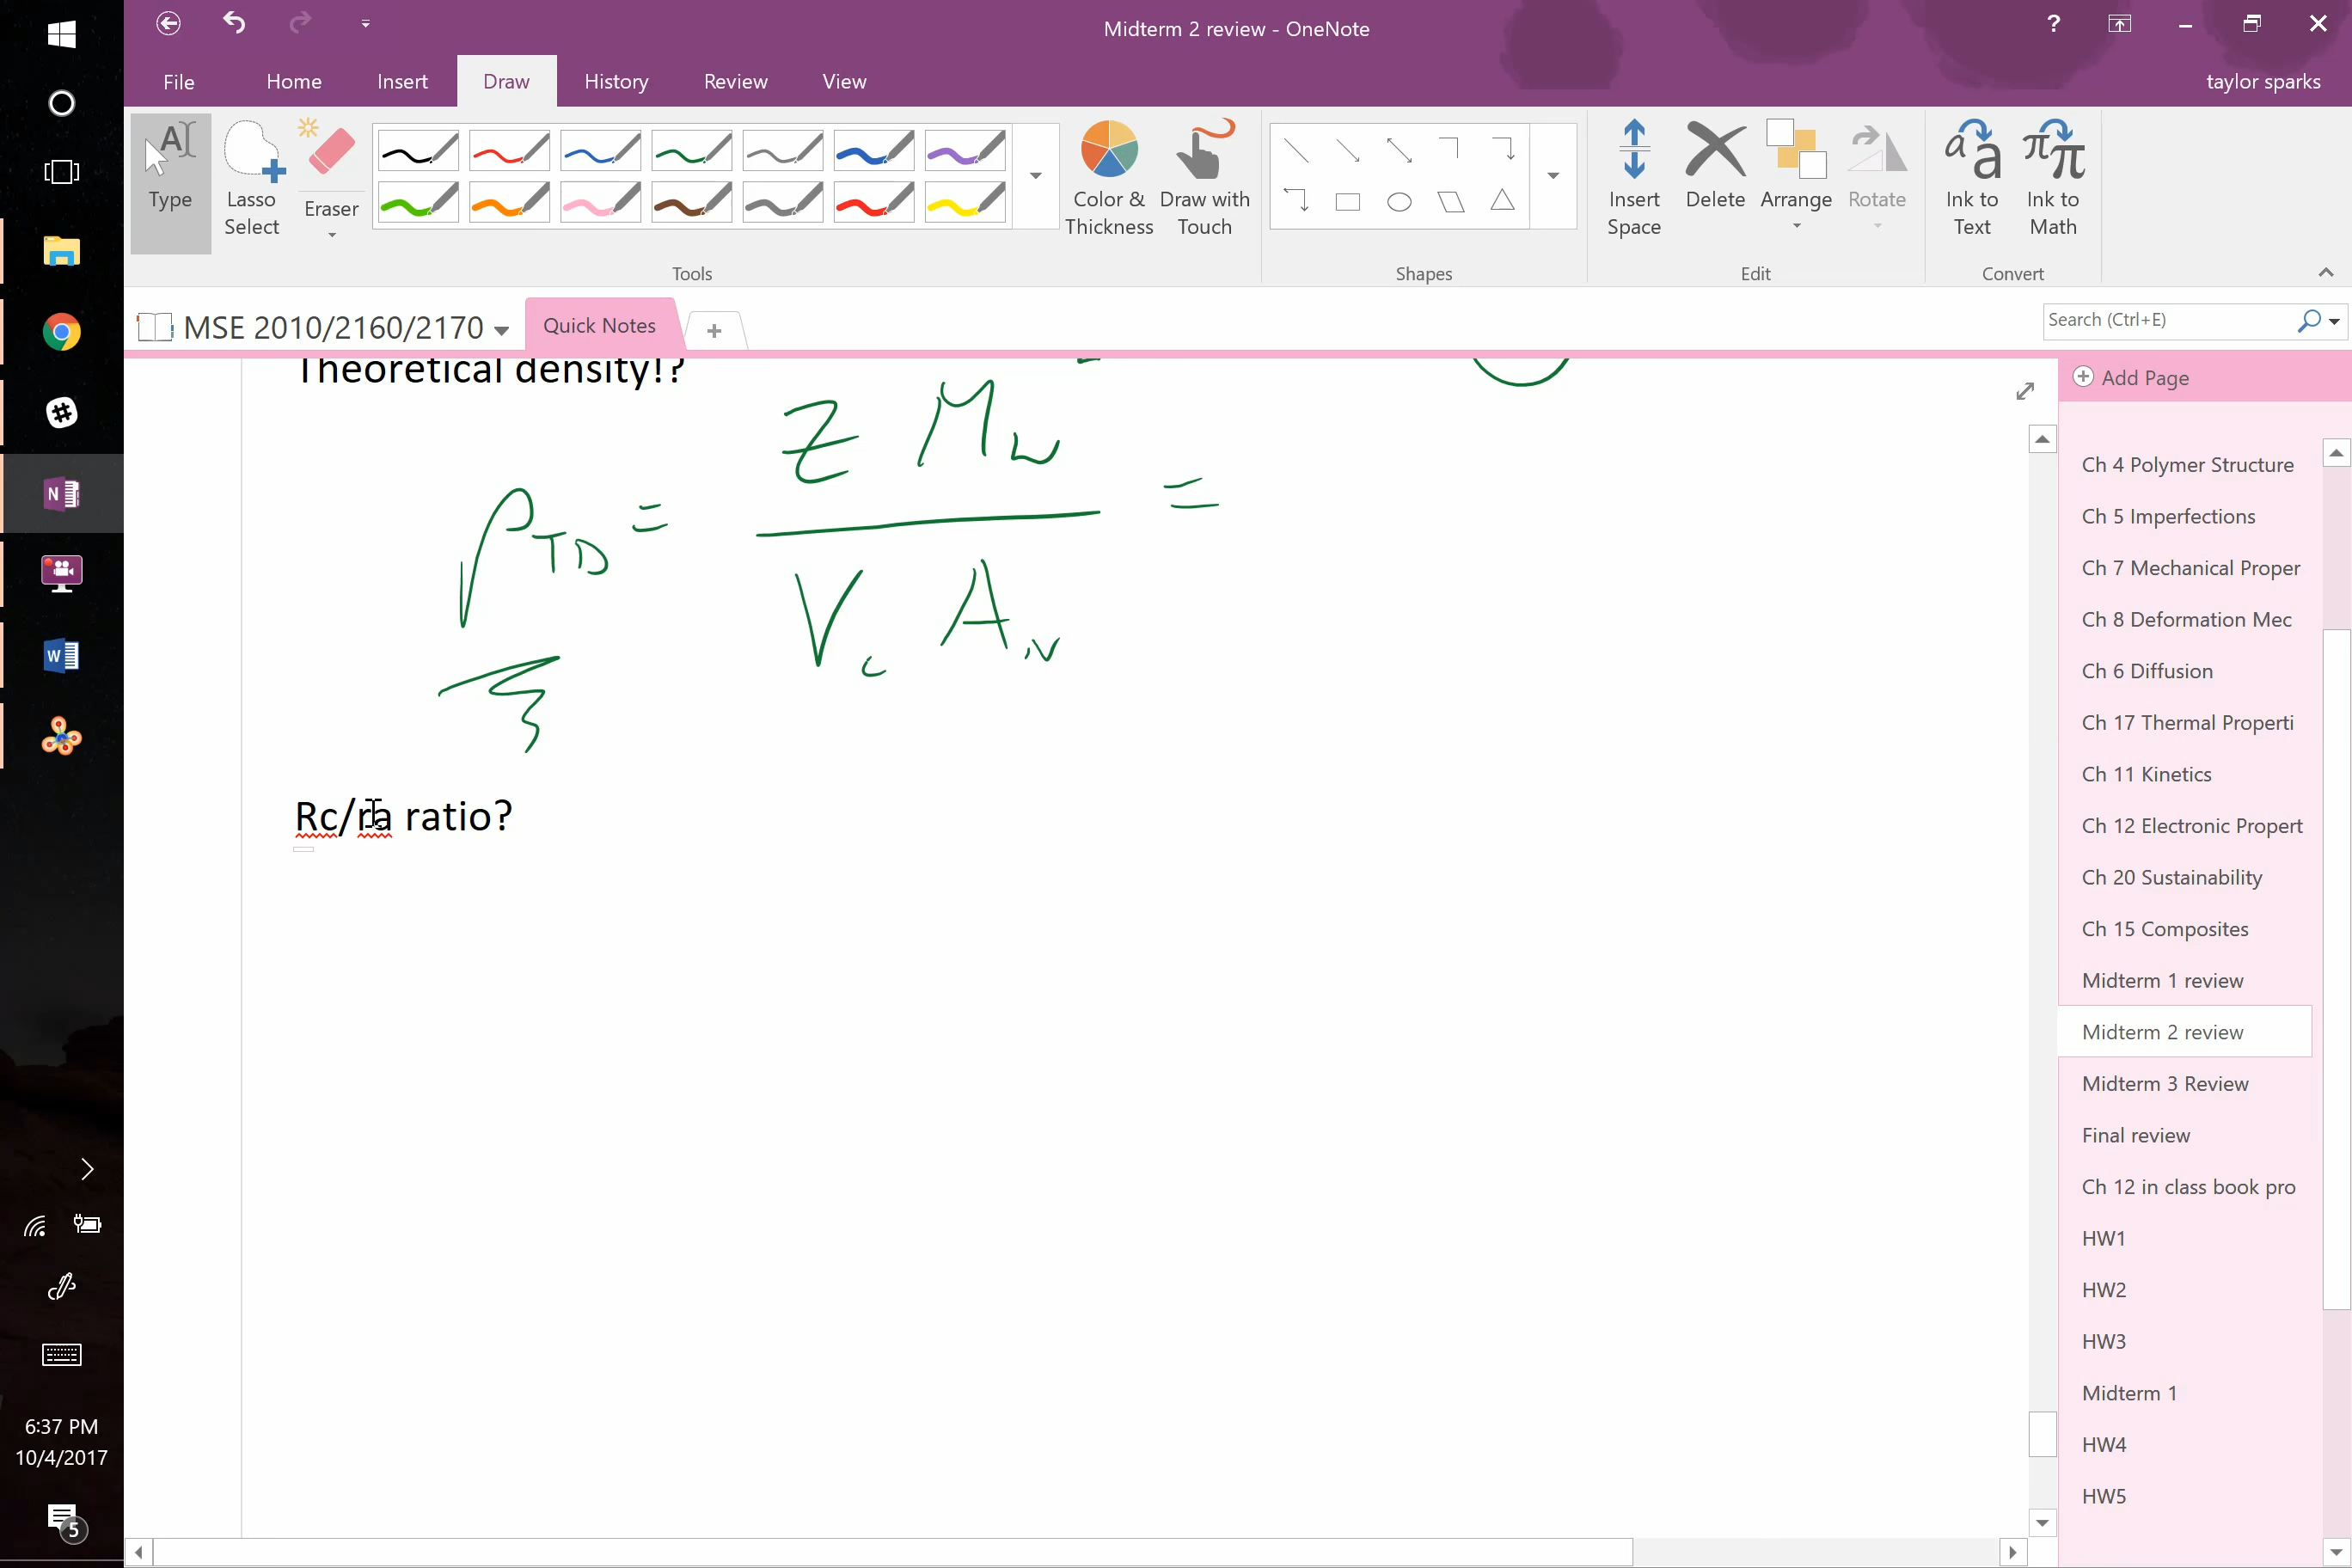 Midterm 2 review - OneNote
?
File Home Insert Draw History Review View
taylor sparks
Type
Lasso Select
Eraser
Color & Thickness
Draw with Touch
Insert Space
Delete
Arrange
Rotate
Ink to Text
Ink to Math
Tools
Shapes
Edit
Convert
MSE 2010/2160/2170
Quick Notes
+
Search (Ctrl+E)
Theoretical density!?
ρTD = Z Mw / Vc AN =
Rc/ra ratio?
Add Page
Ch 4 Polymer Structure
Ch 5 Imperfections
Ch 7 Mechanical Proper
Ch 8 Deformation Mec
Ch 6 Diffusion
Ch 17 Thermal Properti
Ch 11 Kinetics
Ch 12 Electronic Propert
Ch 20 Sustainability
Ch 15 Composites
Midterm 1 review
Midterm 2 review
Midterm 3 Review
Final review
Ch 12 in class book pro
HW1
HW2
HW3
Midterm 1
HW4
HW5
6:37 PM
10/4/2017
5